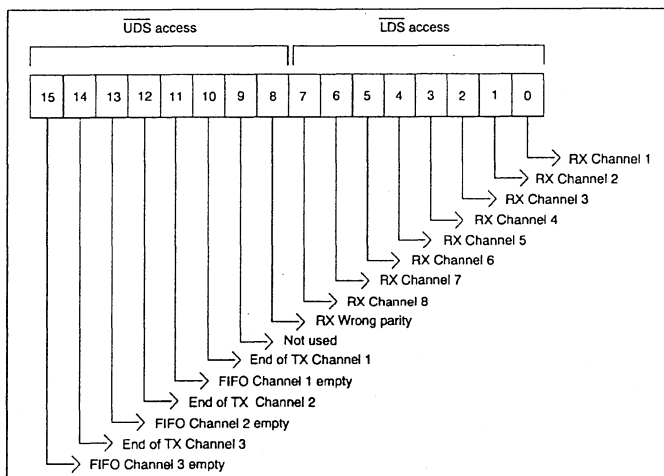 UDS access LDS access
15 14 13 12 11 10 9 8 7 6 5 4 3 2 1 0
RX Channel 1
RX Channel 2
RX Channel 3
RX Channel 4
RX Channel 5
RX Channel 6
RX Channel 7
RX Channel 8
RX Wrong parity
Not used
End of TX Channel 1
FIFO Channel 1 empty
End of TX Channel 2
FIFO Channel 2 empty
End of TX Channel 3
FIFO Channel 3 empty